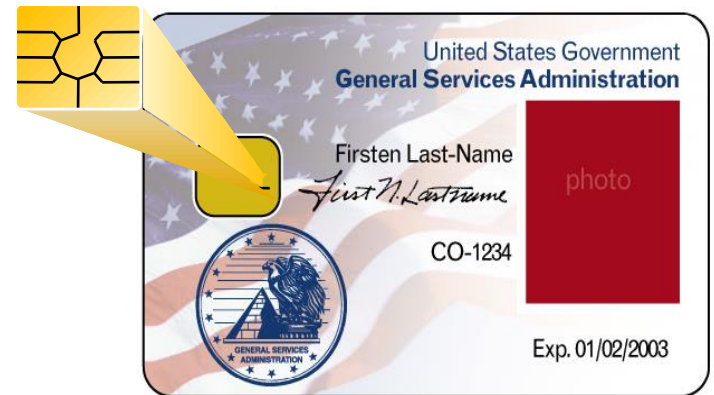 United States Government
General Services Administration
Firsten Last-Name
First N. Lastname
photo
CO-1234
GENERAL SERVICES
ADMINISTRATION
Exp. 01/02/2003